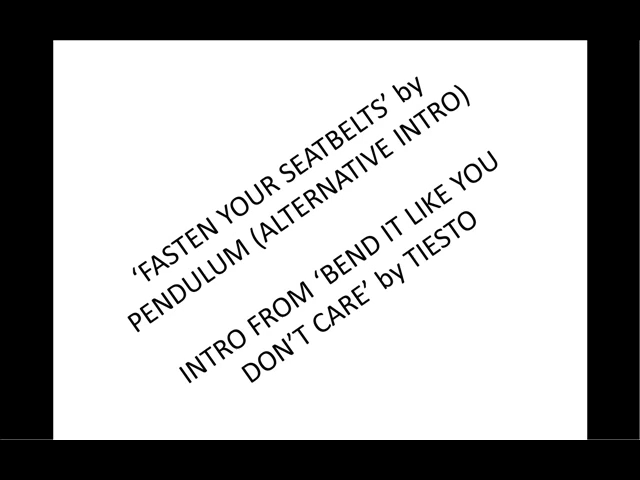 ‘FASTEN YOUR SEATBELTS’ by
PENDULUM (ALTERNATIVE INTRO)
INTRO FROM ‘BEND IT LIKE YOU
DON’T CARE’ by TIESTO